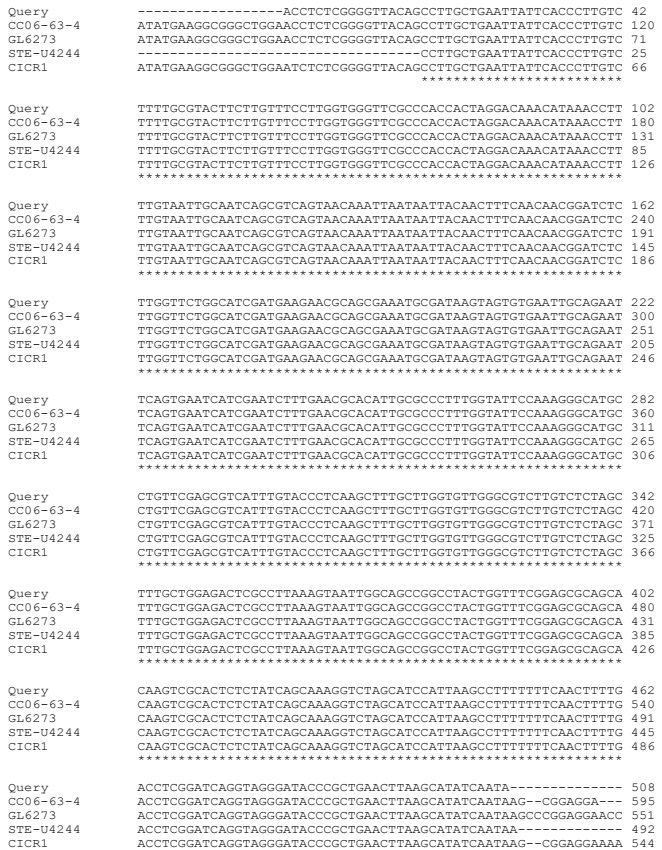 Query ------------------ACCTCTCGGGGTTACAGCCTTGCTGAATTATTCACCCTTGTC 42
CC06-63-4 ATATGAAGGCGGGCTGGAACCTCTCGGGGTTACAGCCTTGCTGAATTATTCACCCTTGTC 120
GL6273 ATATGAAGGCGGGCTGGAACCTCTCGGGGTTACAGCCTTGCTGAATTATTCACCCTTGTC 71
STE-U4244 -----------------------------------CCTTGCTGAATTATTCACCCTTGTC 25
CICR1 ATATGAAGGCGGGCTGGAATCTCTCGGGGTTACAGCCTTGCTGAATTATTCACCCTTGTC 66
*************************
Query TTTTGCGTACTTCTTGTTTCCTTGGTGGGTTCGCCCACCACTAGGACAAACATAAACCTT 102
CC06-63-4 TTTTGCGTACTTCTTGTTTCCTTGGTGGGTTCGCCCACCACTAGGACAAACATAAACCTT 180
GL6273 TTTTGCGTACTTCTTGTTTCCTTGGTGGGTTCGCCCACCACTAGGACAAACATAAACCTT 131
STE-U4244 TTTTGCGTACTTCTTGTTTCCTTGGTGGGTTCGCCCACCACTAGGACAAACATAAACCTT 85
CICR1 TTTTGCGTACTTCTTGTTTCCTTGGTGGGTTCGCCCACCACTAGGACAAACATAAACCTT 126
************************************************************
Query TTGTAATTGCAATCAGCGTCAGTAACAAATTAATAATTACAACTTTCAACAACGGATCTC 162
CC06-63-4 TTGTAATTGCAATCAGCGTCAGTAACAAATTAATAATTACAACTTTCAACAACGGATCTC 240
GL6273 TTGTAATTGCAATCAGCGTCAGTAACAAATTAATAATTACAACTTTCAACAACGGATCTC 191
STE-U4244 TTGTAATTGCAATCAGCGTCAGTAACAAATTAATAATTACAACTTTCAACAACGGATCTC 145
CICR1 TTGTAATTGCAATCAGCGTCAGTAACAAATTAATAATTACAACTTTCAACAACGGATCTC 186
************************************************************
Query TTGGTTCTGGCATCGATGAAGAACGCAGCGAAATGCGATAAGTAGTGTGAATTGCAGAAT 222
CC06-63-4 TTGGTTCTGGCATCGATGAAGAACGCAGCGAAATGCGATAAGTAGTGTGAATTGCAGAAT 300
GL6273 TTGGTTCTGGCATCGATGAAGAACGCAGCGAAATGCGATAAGTAGTGTGAATTGCAGAAT 251
STE-U4244 TTGGTTCTGGCATCGATGAAGAACGCAGCGAAATGCGATAAGTAGTGTGAATTGCAGAAT 205
CICR1 TTGGTTCTGGCATCGATGAAGAACGCAGCGAAATGCGATAAGTAGTGTGAATTGCAGAAT 246
************************************************************
Query TCAGTGAATCATCGAATCTTTGAACGCACATTGCGCCCTTTGGTATTCCAAAGGGCATGC 282
CC06-63-4 TCAGTGAATCATCGAATCTTTGAACGCACATTGCGCCCTTTGGTATTCCAAAGGGCATGC 360
GL6273 TCAGTGAATCATCGAATCTTTGAACGCACATTGCGCCCTTTGGTATTCCAAAGGGCATGC 311
STE-U4244 TCAGTGAATCATCGAATCTTTGAACGCACATTGCGCCCTTTGGTATTCCAAAGGGCATGC 265
CICR1 TCAGTGAATCATCGAATCTTTGAACGCACATTGCGCCCTTTGGTATTCCAAAGGGCATGC 306
************************************************************
Query CTGTTCGAGCGTCATTTGTACCCTCAAGCTTTGCTTGGTGTTGGGCGTCTTGTCTCTAGC 342
CC06-63-4 CTGTTCGAGCGTCATTTGTACCCTCAAGCTTTGCTTGGTGTTGGGCGTCTTGTCTCTAGC 420
GL6273 CTGTTCGAGCGTCATTTGTACCCTCAAGCTTTGCTTGGTGTTGGGCGTCTTGTCTCTAGC 371
STE-U4244 CTGTTCGAGCGTCATTTGTACCCTCAAGCTTTGCTTGGTGTTGGGCGTCTTGTCTCTAGC 325
CICR1 CTGTTCGAGCGTCATTTGTACCCTCAAGCTTTGCTTGGTGTTGGGCGTCTTGTCTCTAGC 366
************************************************************
Query TTTGCTGGAGACTCGCCTTAAAGTAATTGGCAGCCGGCCTACTGGTTTCGGAGCGCAGCA 402
CC06-63-4 TTTGCTGGAGACTCGCCTTAAAGTAATTGGCAGCCGGCCTACTGGTTTCGGAGCGCAGCA 480
GL6273 TTTGCTGGAGACTCGCCTTAAAGTAATTGGCAGCCGGCCTACTGGTTTCGGAGCGCAGCA 431
STE-U4244 TTTGCTGGAGACTCGCCTTAAAGTAATTGGCAGCCGGCCTACTGGTTTCGGAGCGCAGCA 385
CICR1 TTTGCTGGAGACTCGCCTTAAAGTAATTGGCAGCCGGCCTACTGGTTTCGGAGCGCAGCA 426
************************************************************
Query CAAGTCGCACTCTCTATCAGCAAAGGTCTAGCATCCATTAAGCCTTTTTTTCAACTTTTG 462
CC06-63-4 CAAGTCGCACTCTCTATCAGCAAAGGTCTAGCATCCATTAAGCCTTTTTTTCAACTTTTG 540
GL6273 CAAGTCGCACTCTCTATCAGCAAAGGTCTAGCATCCATTAAGCCTTTTTTTCAACTTTTG 491
STE-U4244 CAAGTCGCACTCTCTATCAGCAAAGGTCTAGCATCCATTAAGCCTTTTTTTCAACTTTTG 445
CICR1 CAAGTCGCACTCTCTATCAGCAAAGGTCTAGCATCCATTAAGCCTTTTTTTCAACTTTTG 486
************************************************************
Query ACCTCGGATCAGGTAGGGATACCCGCTGAACTTAAGCATATCAATA-------------- 508
CC06-63-4 ACCTCGGATCAGGTAGGGATACCCGCTGAACTTAAGCATATCAATAAG--CGGAGGA--- 595
GL6273 ACCTCGGATCAGGTAGGGATACCCGCTGAACTTAAGCATATCAATAAGCCCGGAGGAACC 551
STE-U4244 ACCTCGGATCAGGTAGGGATACCCGCTGAACTTAAGCATATCAATAA------------- 492
CICR1 ACCTCGGATCAGGTAGGGATACCCGCTGAACTTAAGCATATCAATAAG--CGGAGGAAAA 544